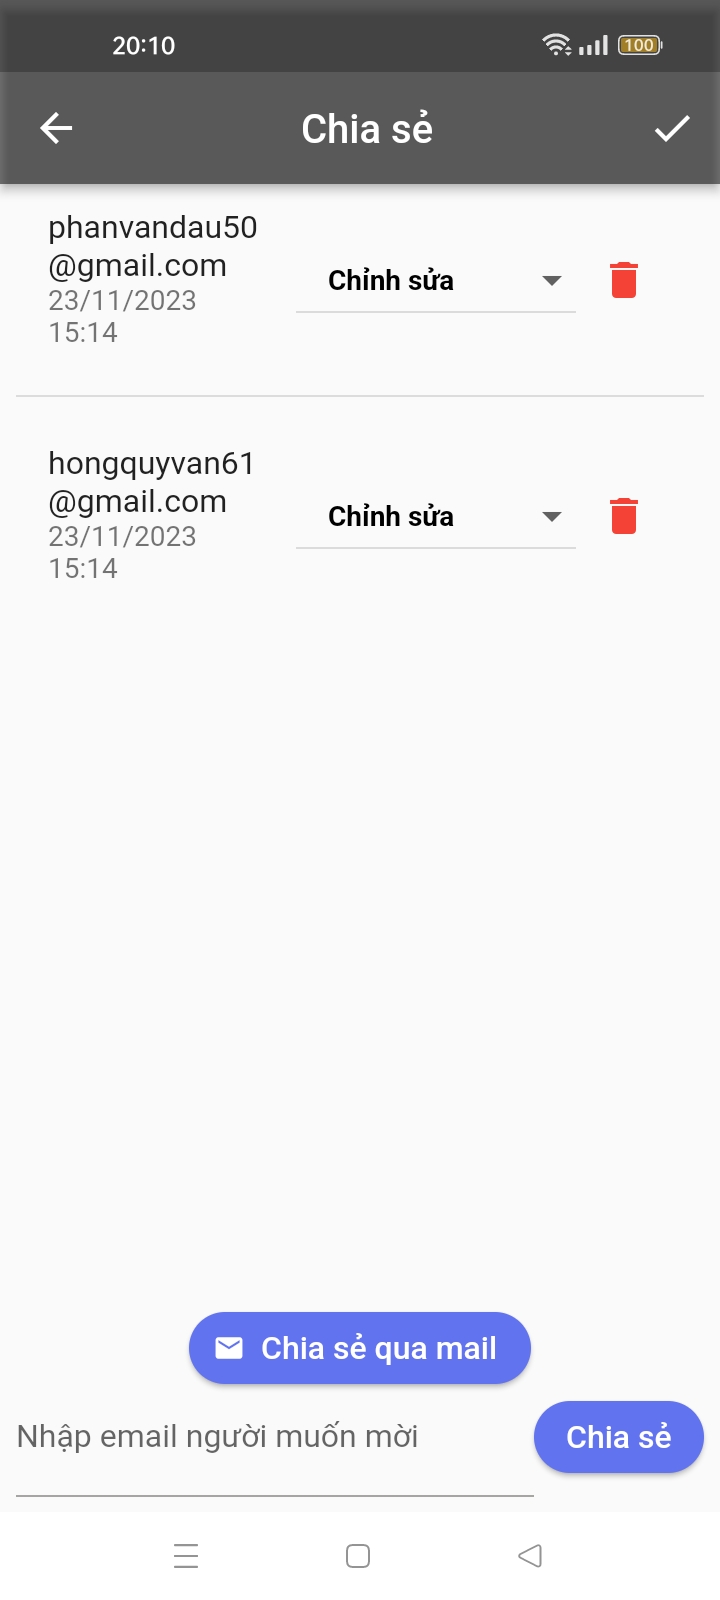 20:10
100
Chia sẻ
phanvandau50
@gmail.com
23/11/2023
15:14
Chỉnh sửa
hongquyvan61
@gmail.com
23/11/2023
15:14
Chỉnh sửa
Chia sẻ qua mail
Nhập email người muốn mời
Chia sẻ